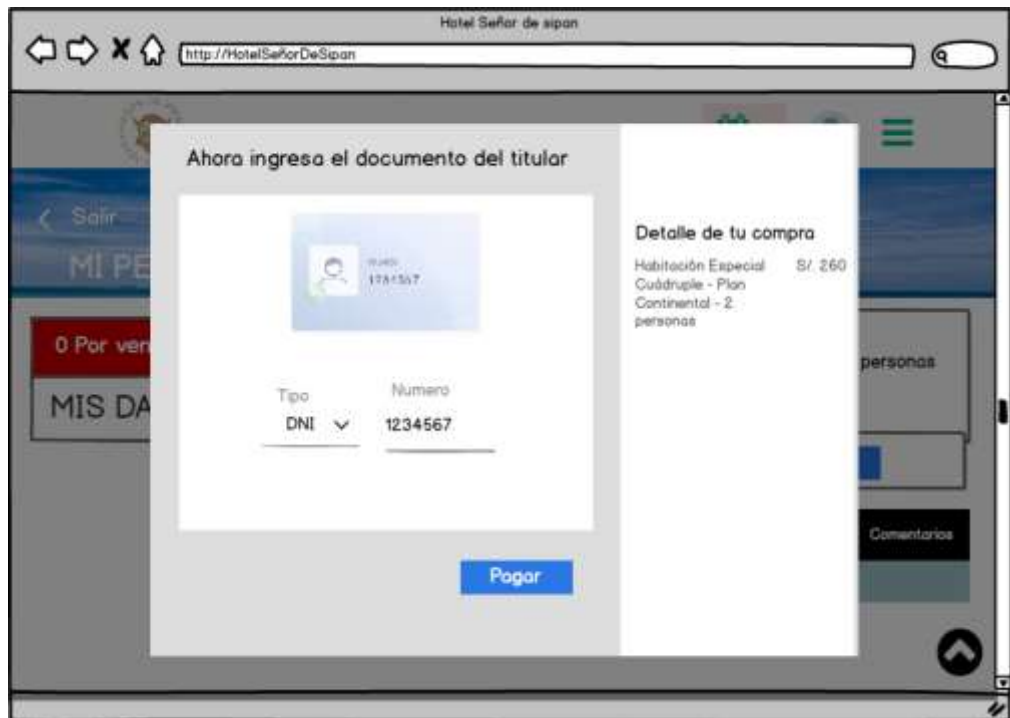 Hotel Señor de sipan
http://HotelSeñorDeSipan
Salir
MI PE
0 Por ven
MIS DA
Ahora ingresa el documento del titular
1234567
Tipo
Numero
DNI
1234567
Pagar
Detalle de tu compra
Habitación Especial S/. 260
Cuádruple - Plan
Continental - 2
personas
personas
Comentarios